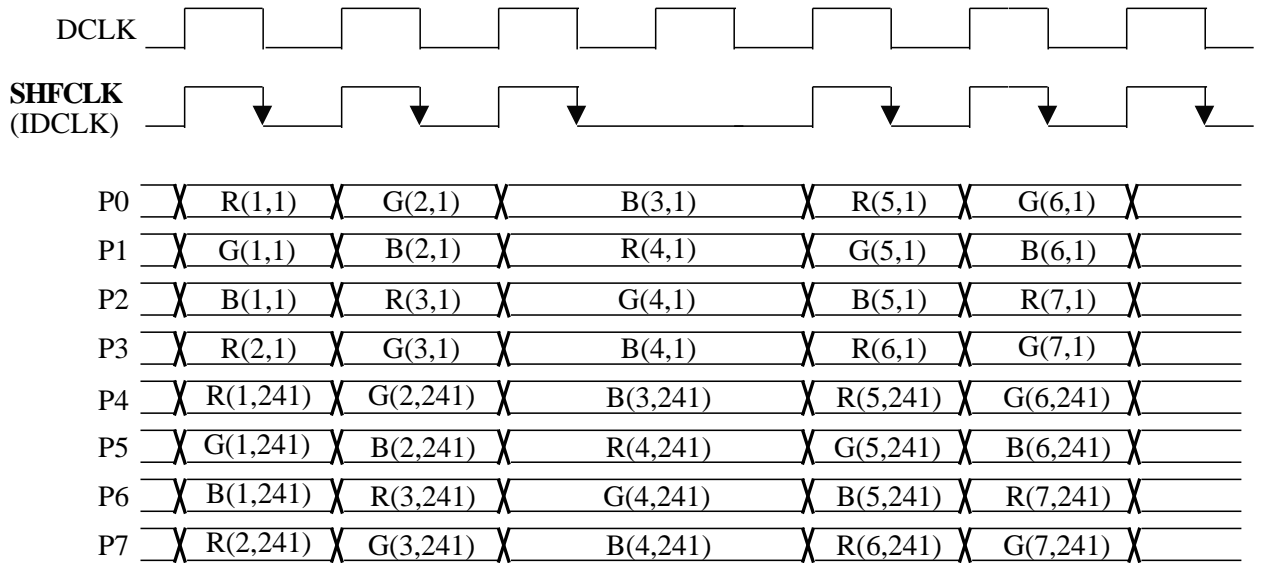 DCLK
SHFCLK
(IDCLK)
P0 R(1,1) G(2,1) B(3,1) R(5,1) G(6,1)
P1 G(1,1) B(2,1) R(4,1) G(5,1) B(6,1)
P2 B(1,1) R(3,1) G(4,1) B(5,1) R(7,1)
P3 R(2,1) G(3,1) B(4,1) R(6,1) G(7,1)
P4 R(1,241) G(2,241) B(3,241) R(5,241) G(6,241)
P5 G(1,241) B(2,241) R(4,241) G(5,241) B(6,241)
P6 B(1,241) R(3,241) G(4,241) B(5,241) R(7,241)
P7 R(2,241) G(3,241) B(4,241) R(6,241) G(7,241)